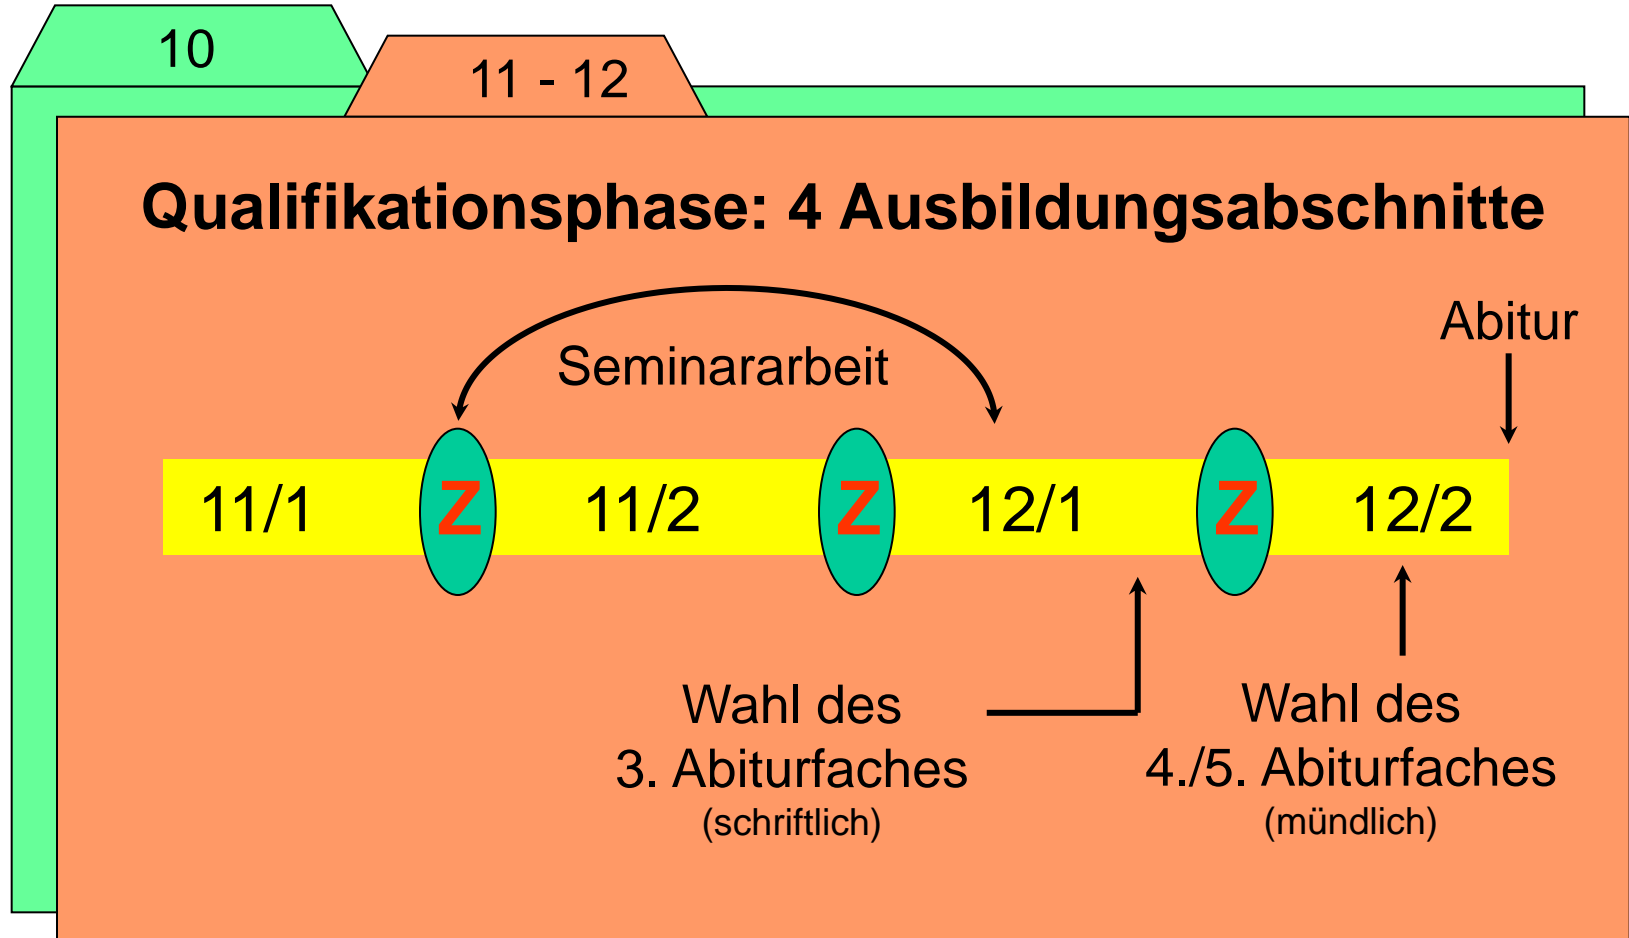 10
11 - 12
Qualifikationsphase: 4 Ausbildungsabschnitte
Abitur
Seminararbeit
11/1 Z 11/2 Z 12/1 Z 12/2
Wahl des
3. Abiturfaches
(schriftlich)
Wahl des
4./5. Abiturfaches
(mündlich)